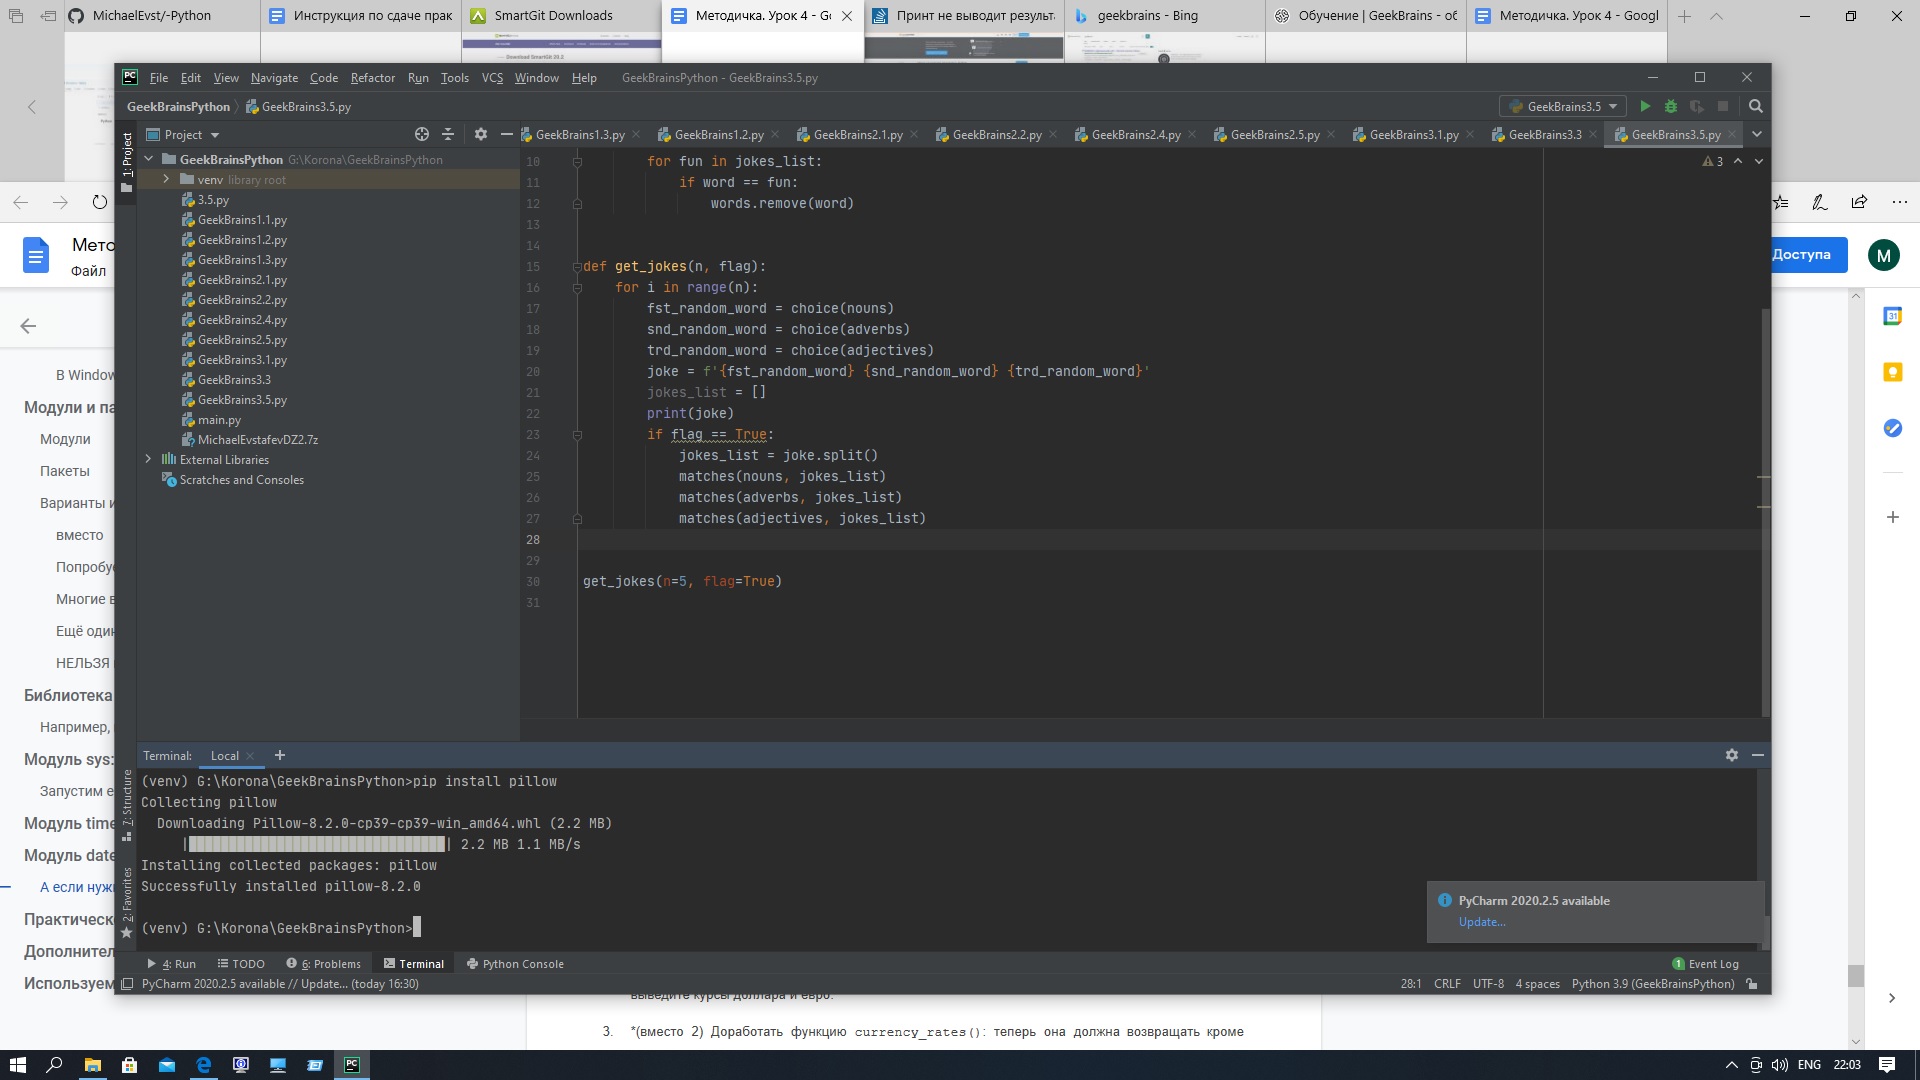 MichaelEvst/-Python
Инструкция по сдаче прак
SmartGit Downloads
Методичка. Урок 4 - Go
Принт не выводит результа
geekbrains - Bing
Обучение | GeekBrains - об
Методичка. Урок 4 - Googl
PC File Edit View Navigate Code Refactor Run Tools VCS Window Help GeekBrainsPython - GeekBrains3.5.py
GeekBrainsPython GeekBrains3.5.py
GeekBrains3.5
Project
GeekBrains1.3.py GeekBrains1.2.py GeekBrains2.1.py GeekBrains2.2.py GeekBrains2.4.py GeekBrains2.5.py GeekBrains3.1.py GeekBrains3.3 GeekBrains3.5.py
1: Project
GeekBrainsPython G:\Korona\GeekBrainsPython
venv library root
3.5.py
GeekBrains1.1.py
GeekBrains1.2.py
GeekBrains1.3.py
GeekBrains2.1.py
GeekBrains2.2.py
GeekBrains2.4.py
GeekBrains2.5.py
GeekBrains3.1.py
GeekBrains3.3
GeekBrains3.5.py
main.py
MichaelEvstafevDZ2.7z
External Libraries
Scratches and Consoles
3
10 for fun in jokes_list:
11 if word == fun:
12 words.remove(word)
13
14
15 def get_jokes(n, flag):
16 for i in range(n):
17 fst_random_word = choice(nouns)
18 snd_random_word = choice(adverbs)
19 trd_random_word = choice(adjectives)
20 joke = f'{fst_random_word} {snd_random_word} {trd_random_word}'
21 jokes_list = []
22 print(joke)
23 if flag == True:
24 jokes_list = joke.split()
25 matches(nouns, jokes_list)
26 matches(adverbs, jokes_list)
27 matches(adjectives, jokes_list)
28
29
30 get_jokes(n=5, flag=True)
31
Terminal: Local +
(venv) G:\Korona\GeekBrainsPython>pip install pillow
Collecting pillow
Downloading Pillow-8.2.0-cp39-cp39-win_amd64.whl (2.2 MB)
| | 2.2 MB 1.1 MB/s
Installing collected packages: pillow
Successfully installed pillow-8.2.0
(venv) G:\Korona\GeekBrainsPython>
7: Structure
2: Favorites
PyCharm 2020.2.5 available
Update...
4: Run TODO 6: Problems Terminal Python Console
1 Event Log
PyCharm 2020.2.5 available // Update... (today 16:30)
28:1 CRLF UTF-8 4 spaces Python 3.9 (GeekBrainsPython)
Мето
Файл
Доступа
M
31
В Window
Модули и па
Модули
Пакеты
Варианты и
вместо
Попробу
Многие в
Ещё один
НЕЛЬЗЯ
Библиотека
Например,
Модуль sys:
Запустим е
Модуль time
Модуль date
А если нужн
Практическ
Дополнител
Используем
выведите курсы доллара и евро.
3. *(вместо 2) Доработать функцию currency_rates(): теперь она должна возвращать кроме
PC
ENG 22:03